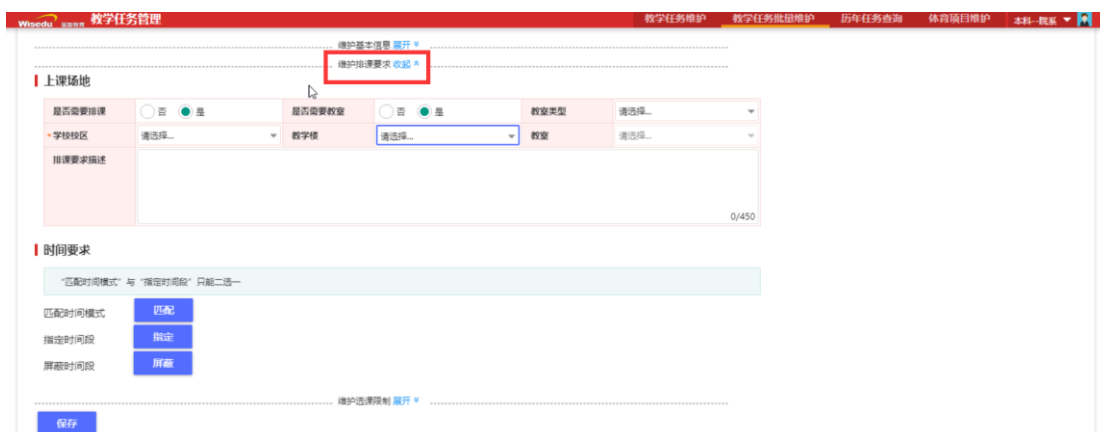 Wisedu 教学任务管理 教学任务维护 教学任务批量维护 历年任务查询 体育项目维护 本科--院系
维护基本信息 展开
维护排课要求 收起
上课场地
是否需要排课 否 是 是否需要教室 否 是 教室类型 请选择...
*学校校区 请选择... 教学楼 请选择... 教室 请选择...
排课要求描述
0/450
时间要求
“匹配时间模式”与“指定时间段”只能二选一
匹配时间模式 匹配
指定时间段 指定
屏蔽时间段 屏蔽
维护选课限制 展开
保存